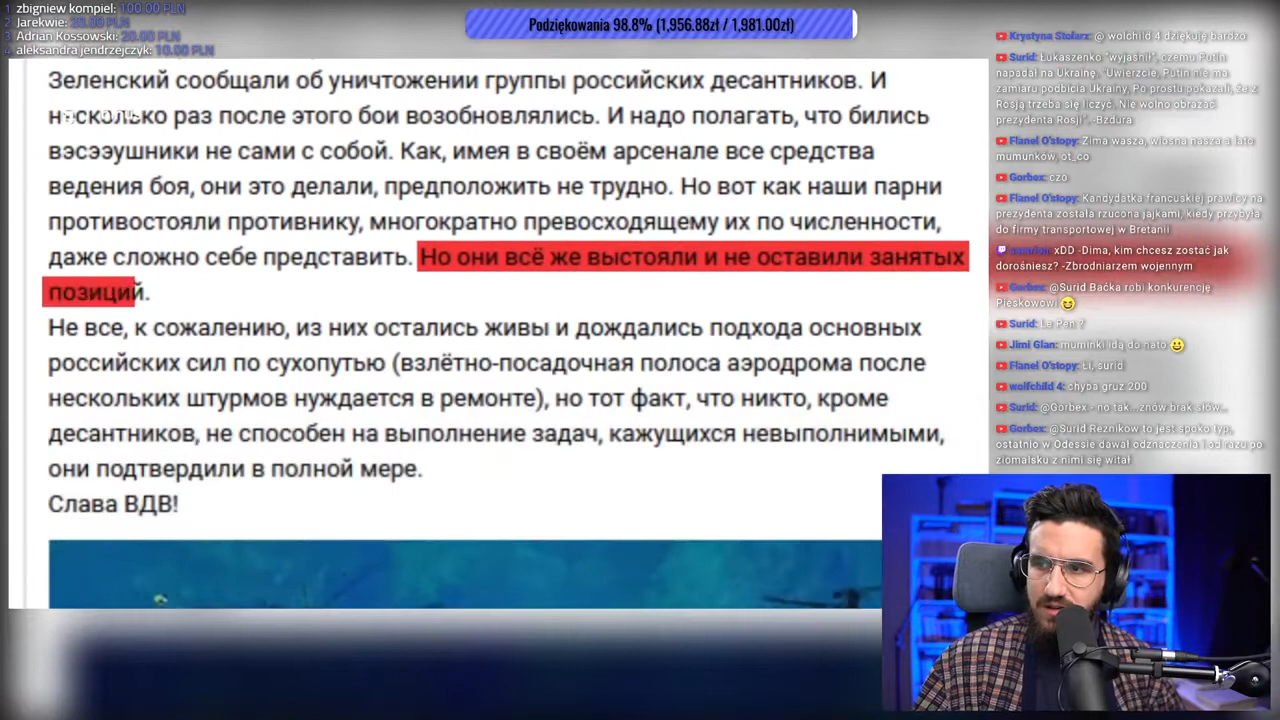 1 zbigniew kompiel: 100.00 PLN
2 Jarekwie: 20.00 PLN
3 Adrian Kossowski: 20.00 PLN
4 aleksandra jendrzejczyk: 10.00 PLN
Podziękowania 98.8% (1,956.88zł / 1,981.00zł)
Зеленский сообщали об уничтожении группы российских десантников. И
несколько раз после этого бои возобновлялись. И надо полагать, что бились
вэсээушники не сами с собой. Как, имея в своём арсенале все средства
ведения боя, они это делали, предположить не трудно. Но вот как наши парни
противостояли противнику, многократно превосходящему их по численности,
даже сложно себе представить. Но они всё же выстояли и не оставили занятых
позиций.
Не все, к сожалению, из них остались живы и дождались подхода основных
российских сил по сухопутью (взлётно-посадочная полоса аэродрома после
нескольких штурмов нуждается в ремонте), но тот факт, что никто, кроме
десантников, не способен на выполнение задач, кажущихся невыполнимыми,
они подтвердили в полной мере.
Слава ВДВ!
Krystyna Stolarz: @ wolchild 4 dziękuję bardzo
Surid: Łukaszenko "wyjaśnił", czemu Putin
napadał na Ukrainę. "Uwierzcie, Putin nie ma
zamiaru podbicia Ukrainy. Po prostu pokazał, że z
Rosją trzeba się liczyć. Nie wolno obrażać
prezydenta Rosji". -Bzdura
Flanel O'stopy: Zima wasza, wiosna nasza a lato
mumunków, ot_co
Gorbex: czo
Flanel O'stopy: Kandydatka francuskiej prawicy na
prezydenta została rzucona jajkami, kiedy przybyła
do firmy transportowej w Bretanii
xDD -Dima, kim chcesz zostać jak
dorośniesz? -Zbrodniarzem wojennym
Gorbex: @Surid Baćka robi konkurencję
Pieskowowi
Surid: Le Pen ?
Jimi Glan: muminki idą do nato
Flanel O'stopy: Li, surid
wolfchild 4: chyba gruz 200
Surid: @Gorbex - no tak...znów brak słów...
Gorbex: @Surid Reznikow to jest spoko typ,
ostatnio w Odessie dawał odznaczenia i od razu po
ziomalsku z nimi się witał